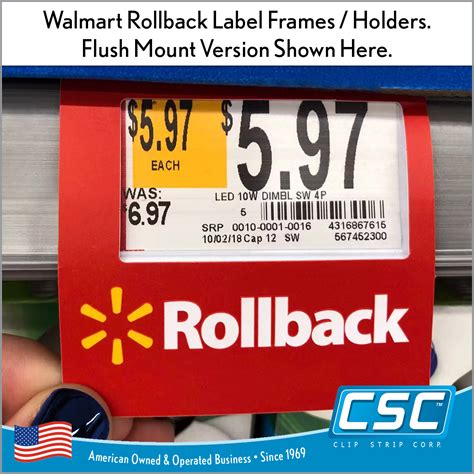 Walmart Rollback Label Frames / Holders.
Flush Mount Version Shown Here.
$5.97
EACH
$5.97
WAS:
$6.97
LED 10W DIMBL SW 4P
5
SRP 0010-0001-0016 4316867615
10/02/18 Cap 12 SW 567452300
Rollback
CSC™
CLIP STRIP CORP.
American Owned & Operated Business • Since 1969